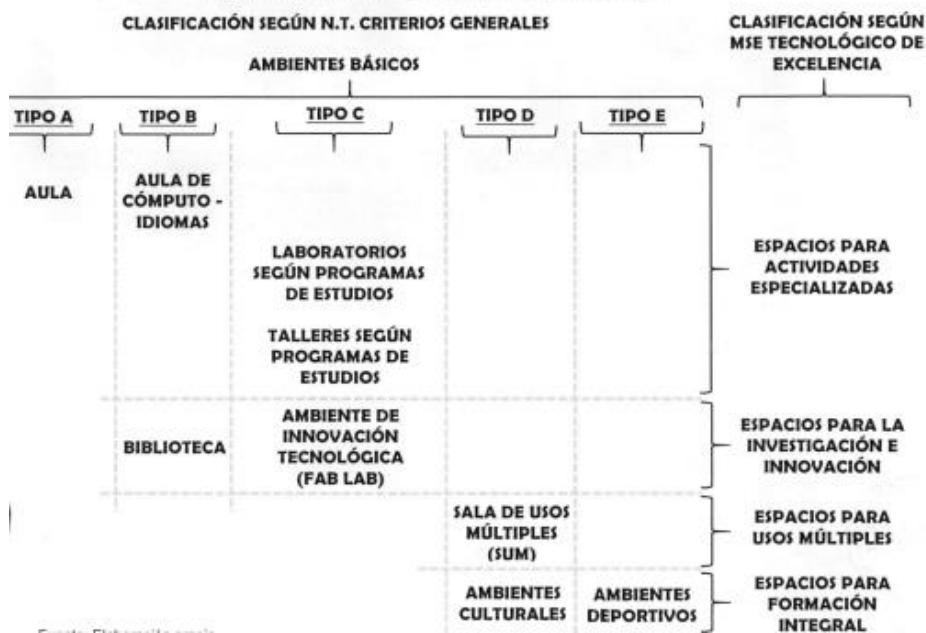 CLASIFICACIÓN SEGÚN N.T. CRITERIOS GENERALES
CLASIFICACIÓN SEGÚN
MSE TECNOLÓGICO DE
EXCELENCIA
AMBIENTES BÁSICOS
TIPO A
TIPO B
TIPO C
TIPO D
TIPO E
AULA
AULA DE
CÓMPUTO -
IDIOMAS
LABORATORIOS
SEGÚN PROGRAMAS
DE ESTUDIOS
TALLERES SEGÚN
PROGRAMAS DE
ESTUDIOS
ESPACIOS PARA
ACTIVIDADES
ESPECIALIZADAS
BIBLIOTECA
AMBIENTE DE
INNOVACIÓN
TECNOLÓGICA
(FAB LAB)
ESPACIOS PARA LA
INVESTIGACIÓN E
INNOVACIÓN
SALA DE USOS
MÚLTIPLES
(SUM)
ESPACIOS PARA
USOS MÚLTIPLES
AMBIENTES
CULTURALES
AMBIENTES
DEPORTIVOS
ESPACIOS PARA
FORMACIÓN
INTEGRAL